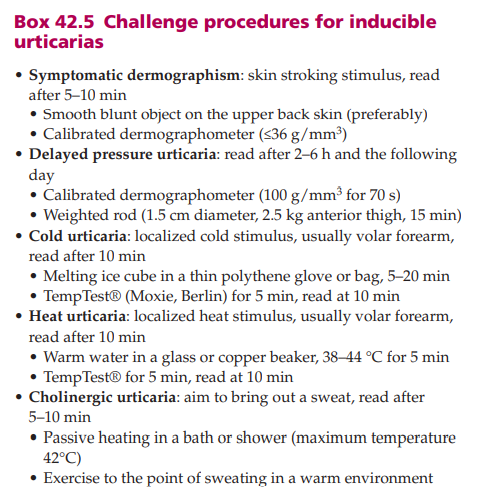 Box 42.5 Challenge procedures for inducible
urticarias
• Symptomatic dermographism: skin stroking stimulus, read
after 5–10 min
• Smooth blunt object on the upper back skin (preferably)
• Calibrated dermographometer (≤36 g/mm³)
• Delayed pressure urticaria: read after 2–6 h and the following
day
• Calibrated dermographometer (100 g/mm³ for 70 s)
• Weighted rod (1.5 cm diameter, 2.5 kg anterior thigh, 15 min)
• Cold urticaria: localized cold stimulus, usually volar forearm,
read after 10 min
• Melting ice cube in a thin polythene glove or bag, 5–20 min
• TempTest® (Moxie, Berlin) for 5 min, read at 10 min
• Heat urticaria: localized heat stimulus, usually volar forearm,
read after 10 min
• Warm water in a glass or copper beaker, 38–44 °C for 5 min
• TempTest® for 5 min, read at 10 min
• Cholinergic urticaria: aim to bring out a sweat, read after
5–10 min
• Passive heating in a bath or shower (maximum temperature
42°C)
• Exercise to the point of sweating in a warm environment